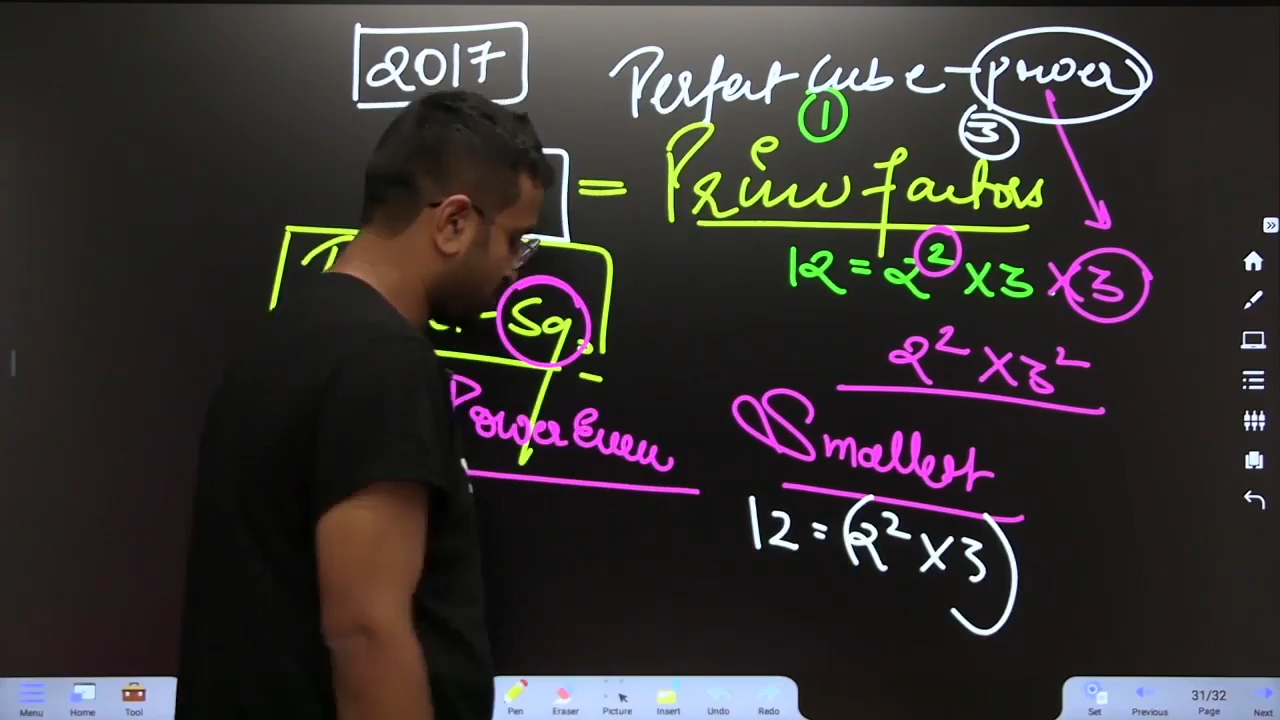 2017
Perfect cube - power
1
3
= Prime factors
12 = 2² × 3 × 3
Sq.
2² × 3²
Power Even
Smallest
12 = (2² × 3)
31/32
Menu Home Tool Pen Eraser Picture Insert Undo Redo Set Previous Page Next